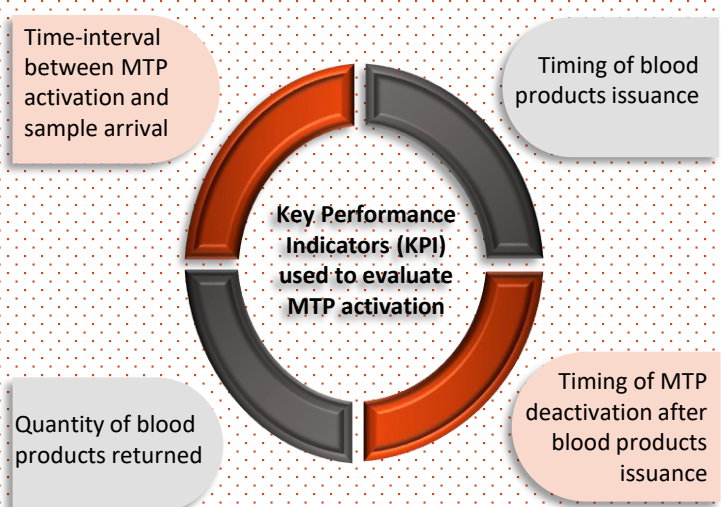 Time-interval
between MTP
activation and
sample arrival
Timing of blood
products issuance
Key Performance
Indicators (KPI)
used to evaluate
MTP activation
Quantity of blood
products returned
Timing of MTP
deactivation after
blood products
issuance